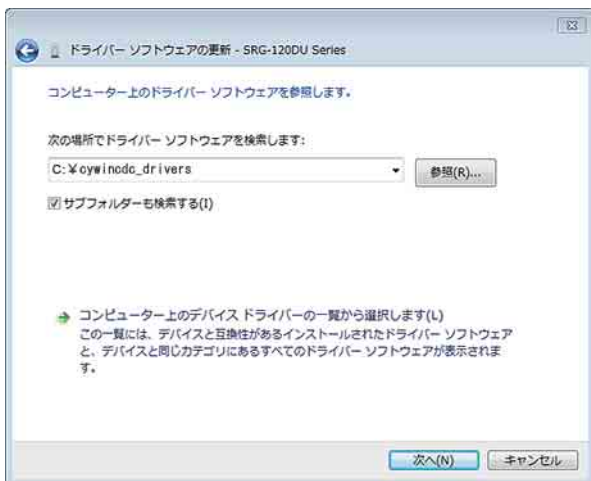 ドライバー ソフトウェアの更新 - SRG-120DU Series
コンピューター上のドライバー ソフトウェアを参照します。
次の場所でドライバー ソフトウェアを検索します:
C:¥cywincdc_drivers
参照(R)...
サブフォルダーも検索する(I)
コンピューター上のデバイス ドライバーの一覧から選択します(L)
この一覧には、デバイスと互換性があるインストールされたドライバー ソフトウェア
と、デバイスと同じカテゴリにあるすべてのドライバー ソフトウェアが表示されま
す。
次へ(N)
キャンセル